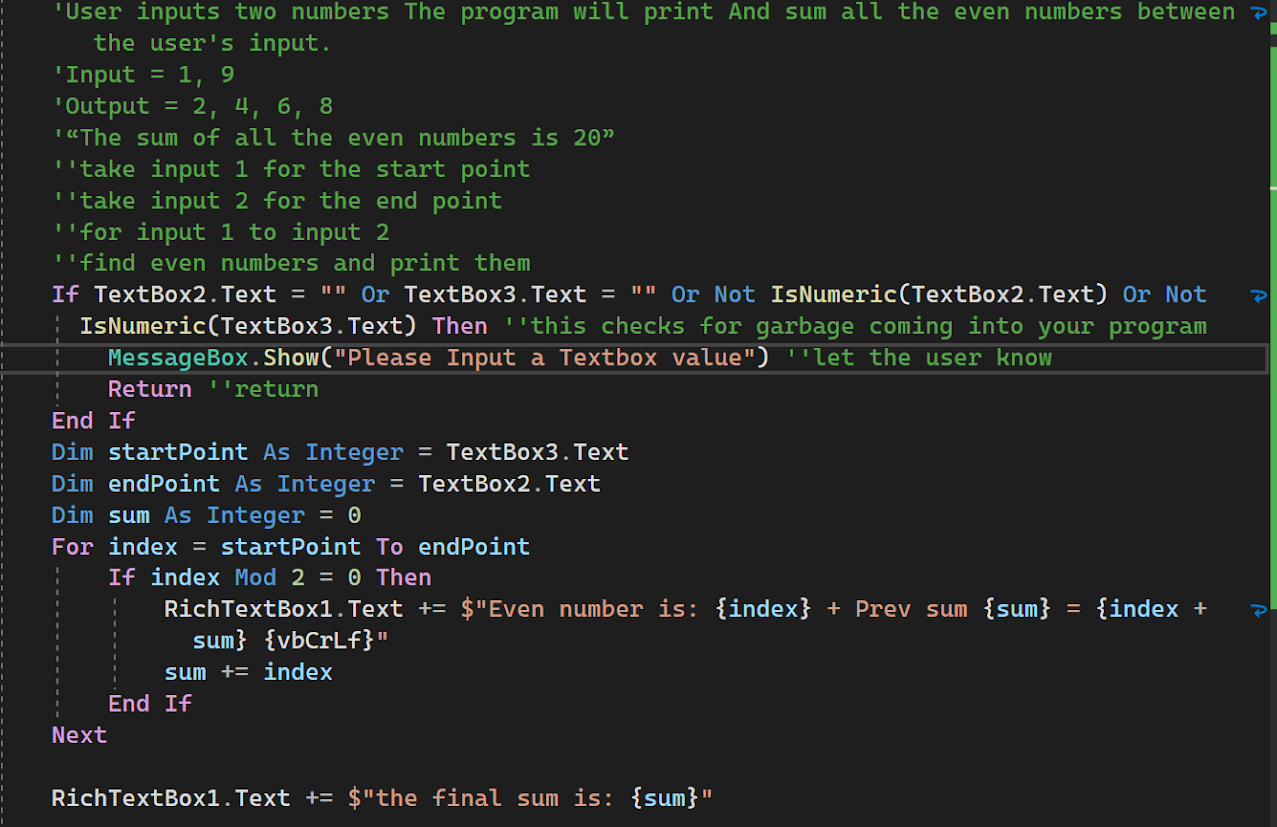 'User inputs two numbers The program will print And sum all the even numbers between
the user's input.
'Input = 1, 9
'Output = 2, 4, 6, 8
'“The sum of all the even numbers is 20”
''take input 1 for the start point
''take input 2 for the end point
''for input 1 to input 2
''find even numbers and print them
If TextBox2.Text = "" Or TextBox3.Text = "" Or Not IsNumeric(TextBox2.Text) Or Not
IsNumeric(TextBox3.Text) Then ''this checks for garbage coming into your program
MessageBox.Show("Please Input a Textbox value") ''let the user know
Return ''return
End If
Dim startPoint As Integer = TextBox3.Text
Dim endPoint As Integer = TextBox2.Text
Dim sum As Integer = 0
For index = startPoint To endPoint
If index Mod 2 = 0 Then
RichTextBox1.Text += $"Even number is: {index} + Prev sum {sum} = {index +
sum} {vbCrLf}"
sum += index
End If
Next
RichTextBox1.Text += $"the final sum is: {sum}"